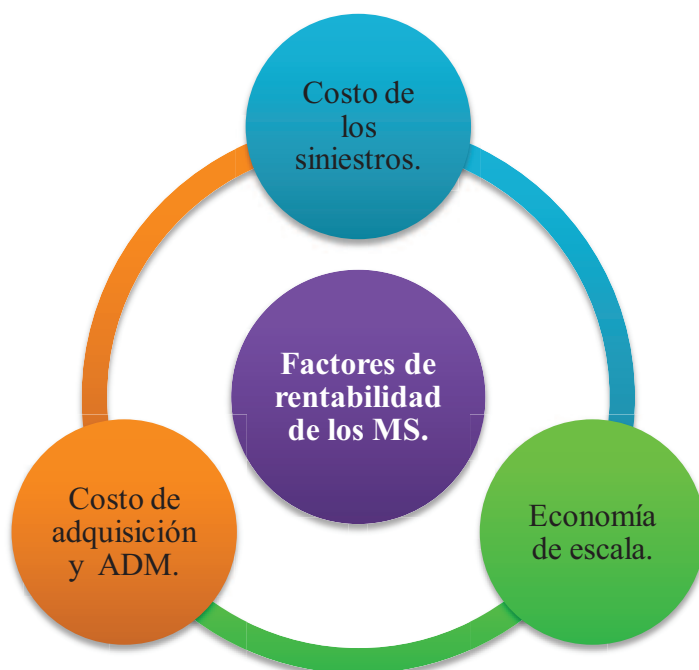 Costo de
los
siniestros.
Factores de
rentabilidad
de los MS.
Costo de
adquisición
y ADM.
Economía
de escala.